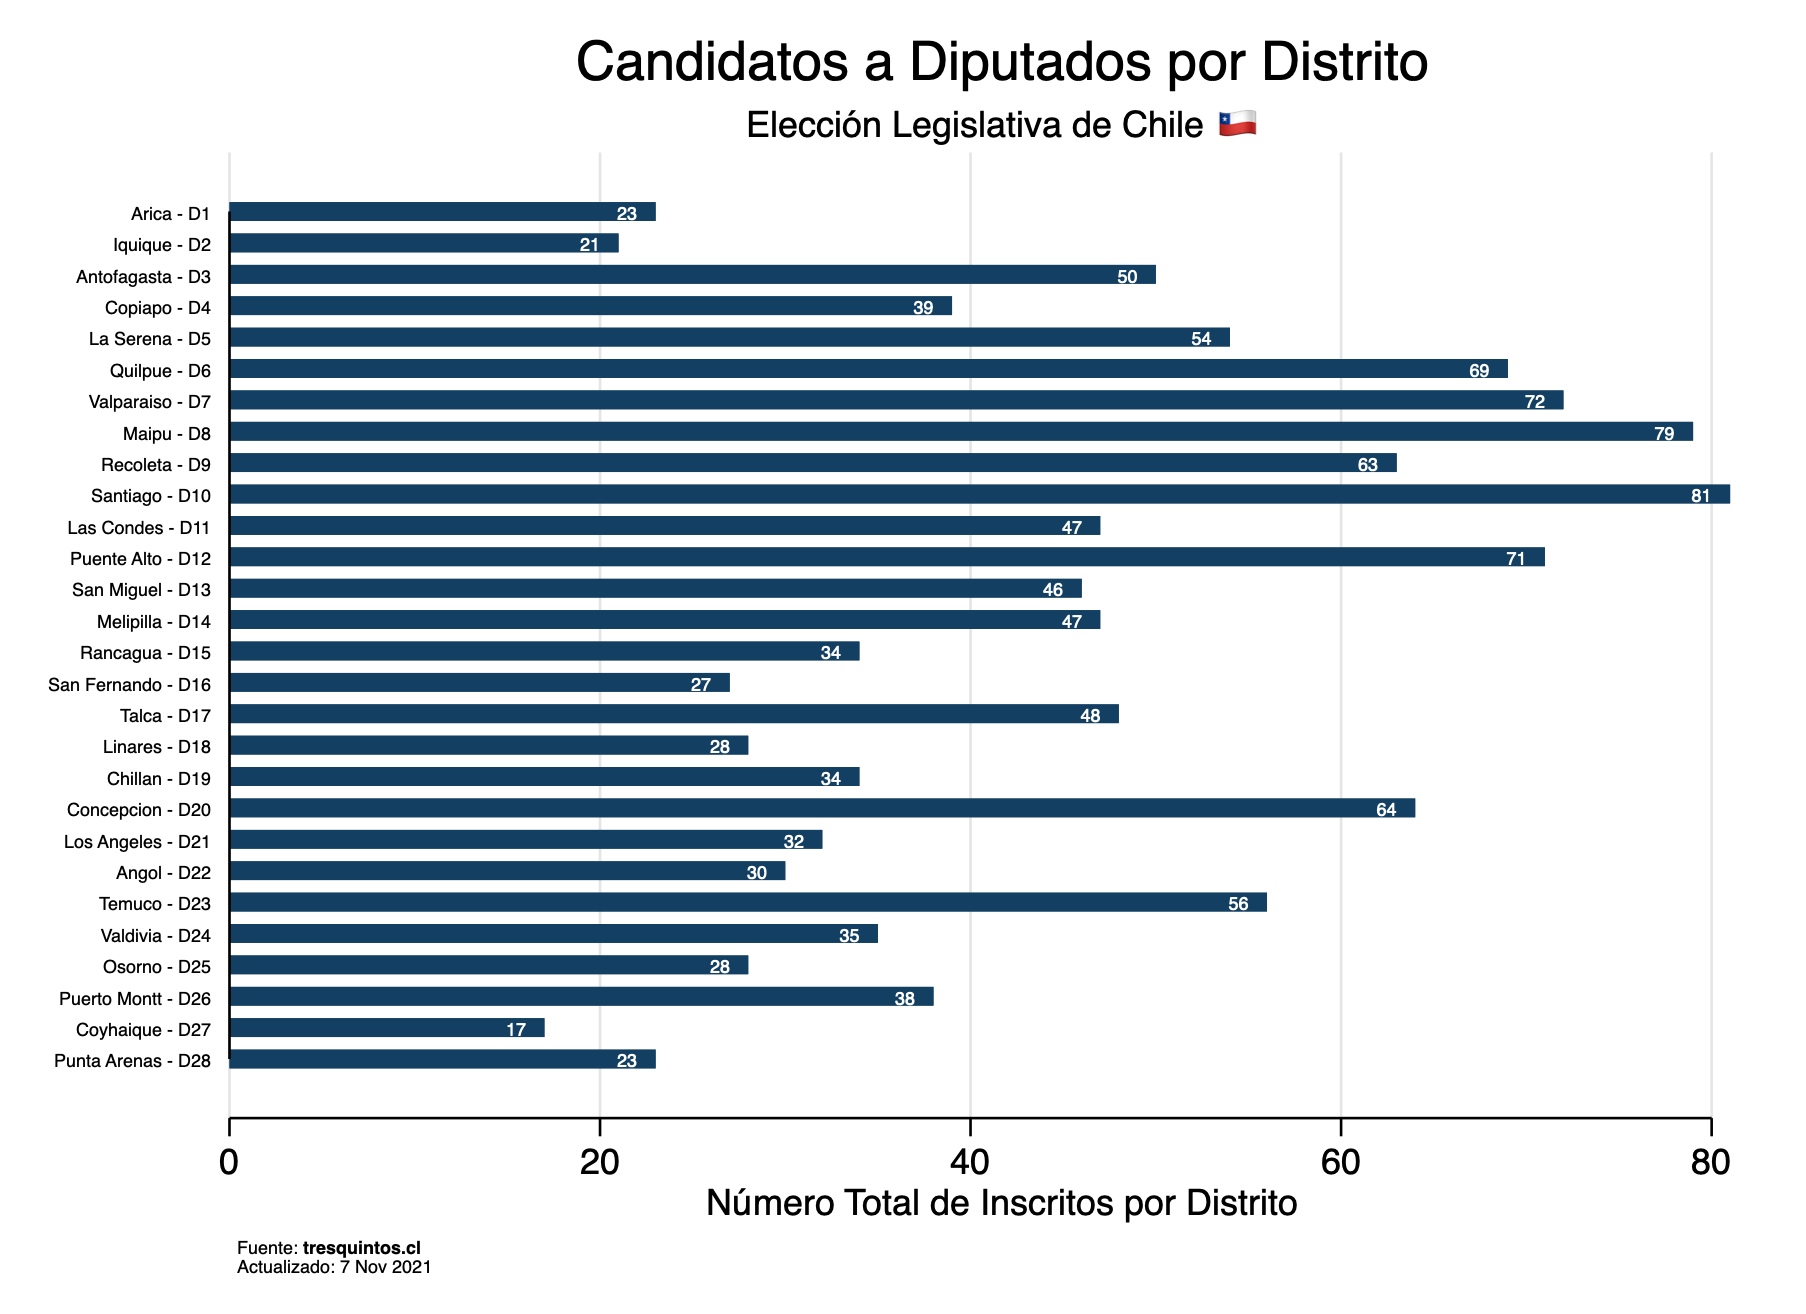 Candidatos a Diputados por Distrito
Elección Legislativa de Chile 🇨🇱
Arica - D1 23
Iquique - D2 21
Antofagasta - D3 50
Copiapo - D4 39
La Serena - D5 54
Quilpue - D6 69
Valparaiso - D7 72
Maipu - D8 79
Recoleta - D9 63
Santiago - D10 81
Las Condes - D11 47
Puente Alto - D12 71
San Miguel - D13 46
Melipilla - D14 47
Rancagua - D15 34
San Fernando - D16 27
Talca - D17 48
Linares - D18 28
Chillan - D19 34
Concepcion - D20 64
Los Angeles - D21 32
Angol - D22 30
Temuco - D23 56
Valdivia - D24 35
Osorno - D25 28
Puerto Montt - D26 38
Coyhaique - D27 17
Punta Arenas - D28 23
0 20 40 60 80
Número Total de Inscritos por Distrito
Fuente: tresquintos.cl
Actualizado: 7 Nov 2021